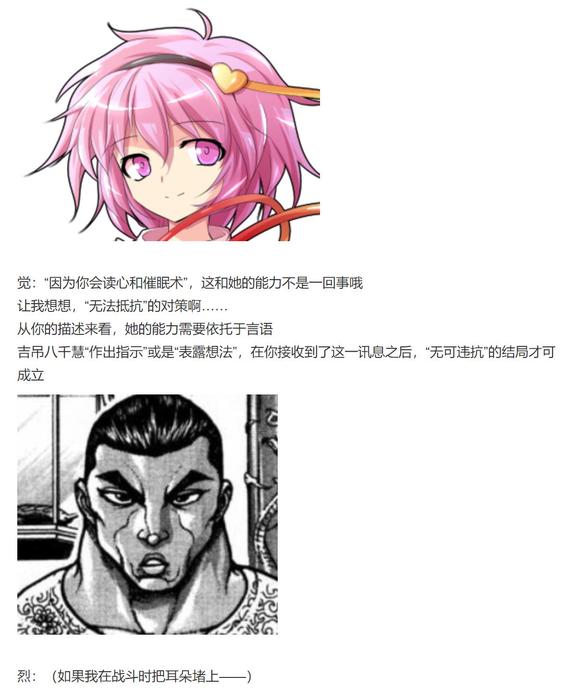 觉：“因为你会读心和催眠术”，这和她的能力不是一回事哦
让我想想，“无法抵抗”的对策啊……
从你的描述来看，她的能力需要依托于言语
吉吊八千慧“作出指示”或是“表露想法”，在你接收到了这一讯息之后，“无可违抗”的结局才可
成立
烈：（如果我在战斗时把耳朵堵上——）